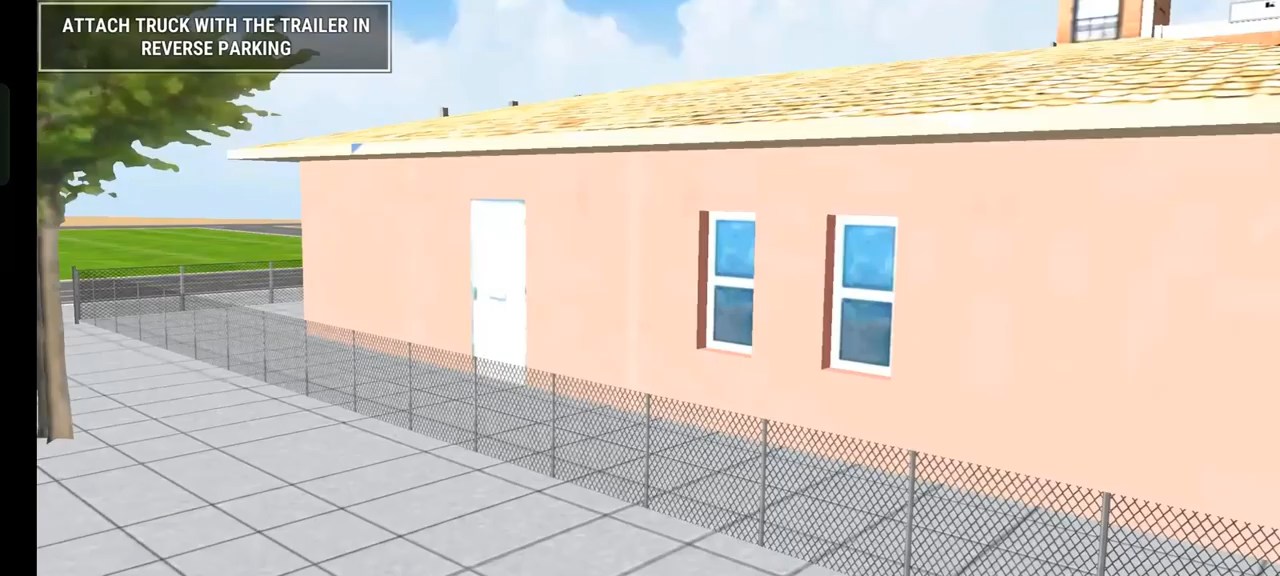 ATTACH TRUCK WITH THE TRAILER IN
REVERSE PARKING